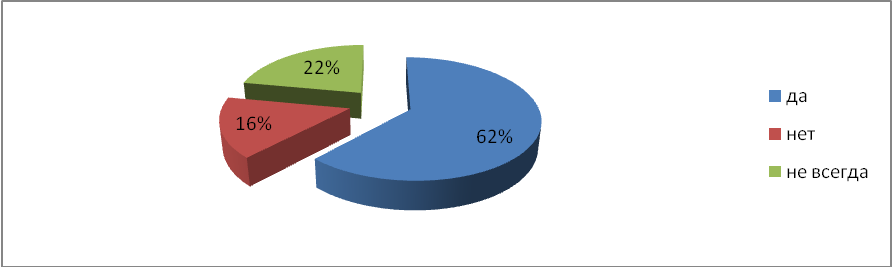 22%
16%
62%
да
нет
не всегда